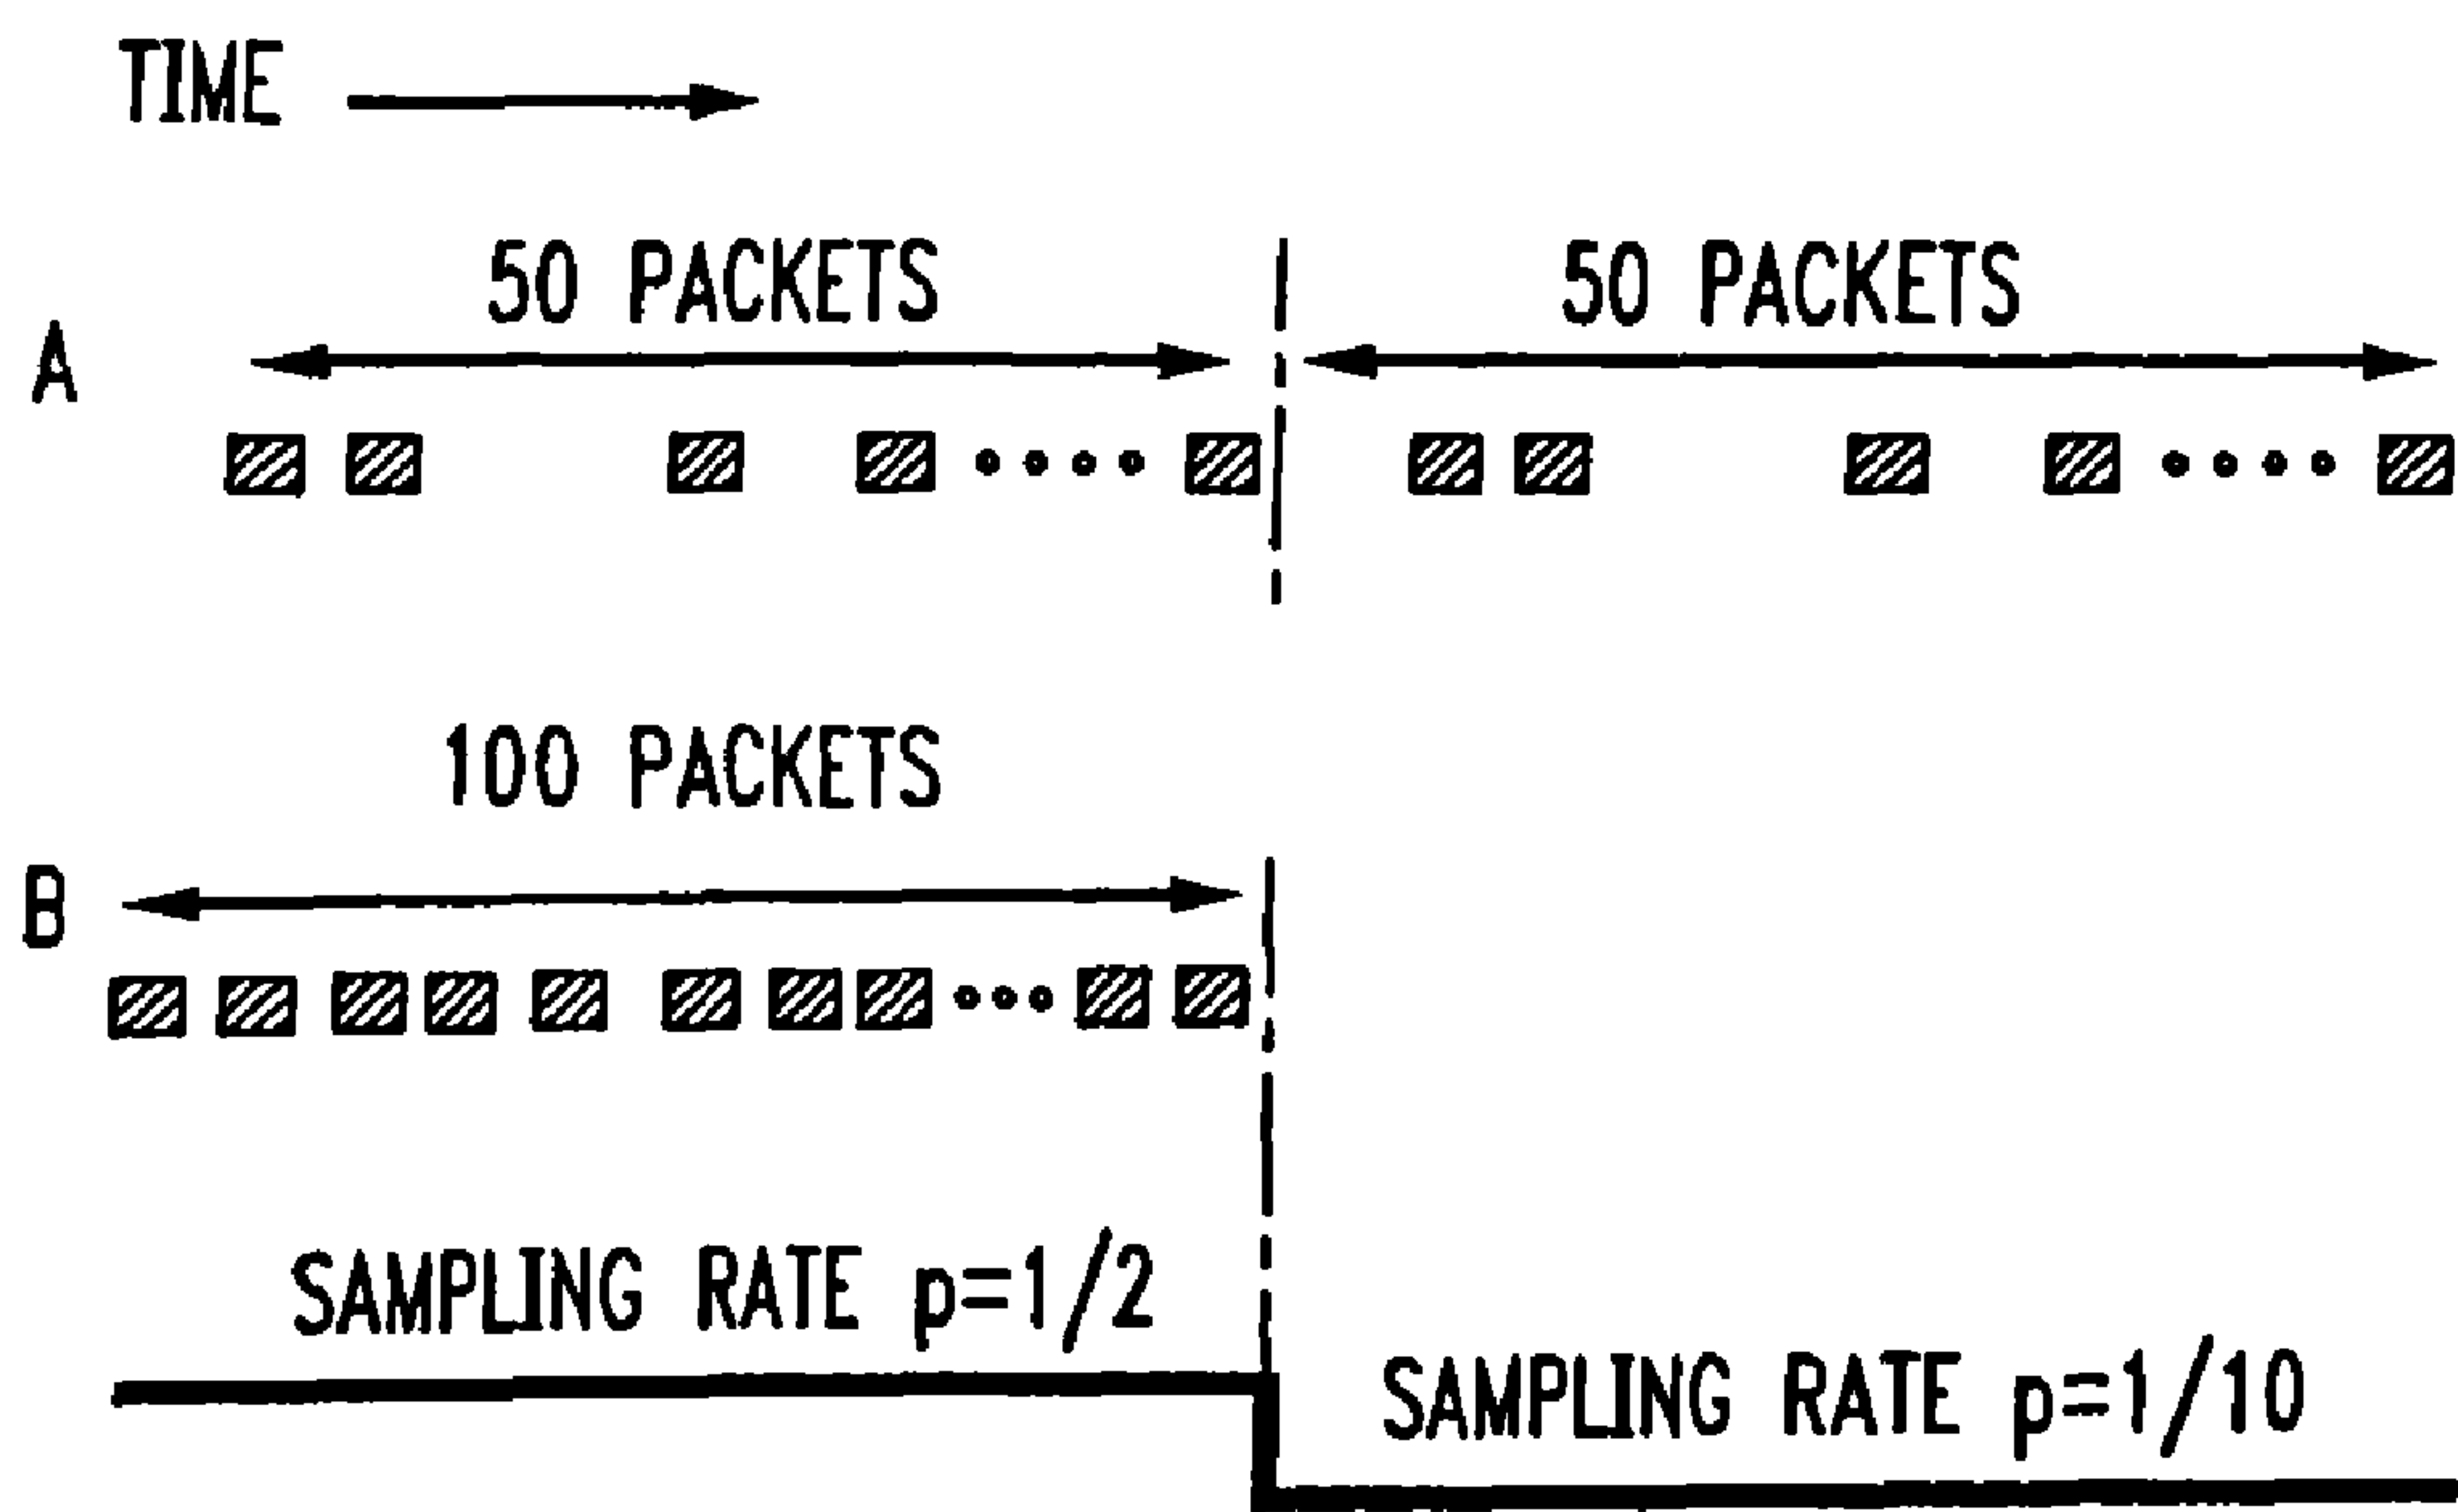 TIME
50 PACKETS
50 PACKETS
A
100 PACKETS
B
SAMPLING RATE p=1/2
SAMPLING RATE p=1/10